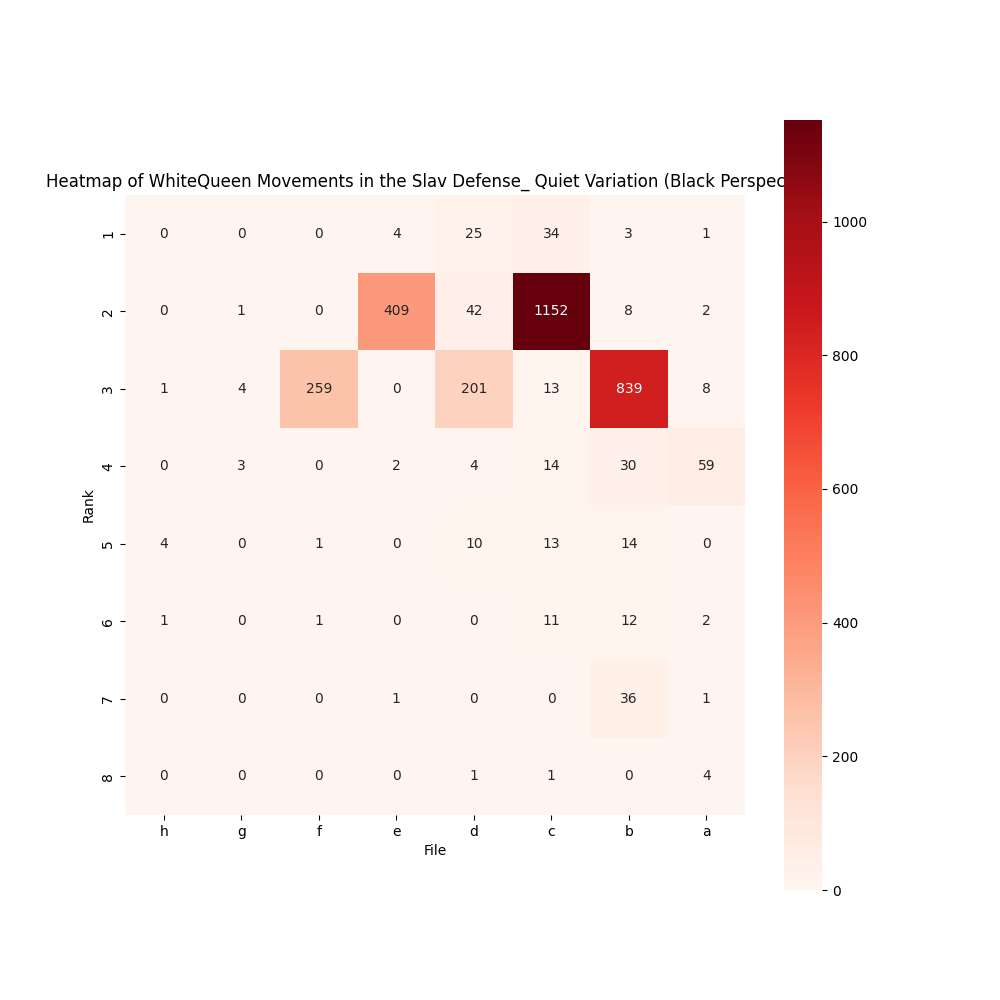 Heatmap of WhiteQueen Movements in the Slav Defense_ Quiet Variation (Black Perspec
1 0 0 0 4 25 34 3 1
2 0 1 0 409 42 1152 8 2
3 1 4 259 0 201 13 839 8
4 0 3 0 2 4 14 30 59
5 4 0 1 0 10 13 14 0
6 1 0 1 0 0 11 12 2
7 0 0 0 1 0 0 36 1
8 0 0 0 0 1 1 0 4
h g f e d c b a
File
Rank
1000
800
600
400
200
0